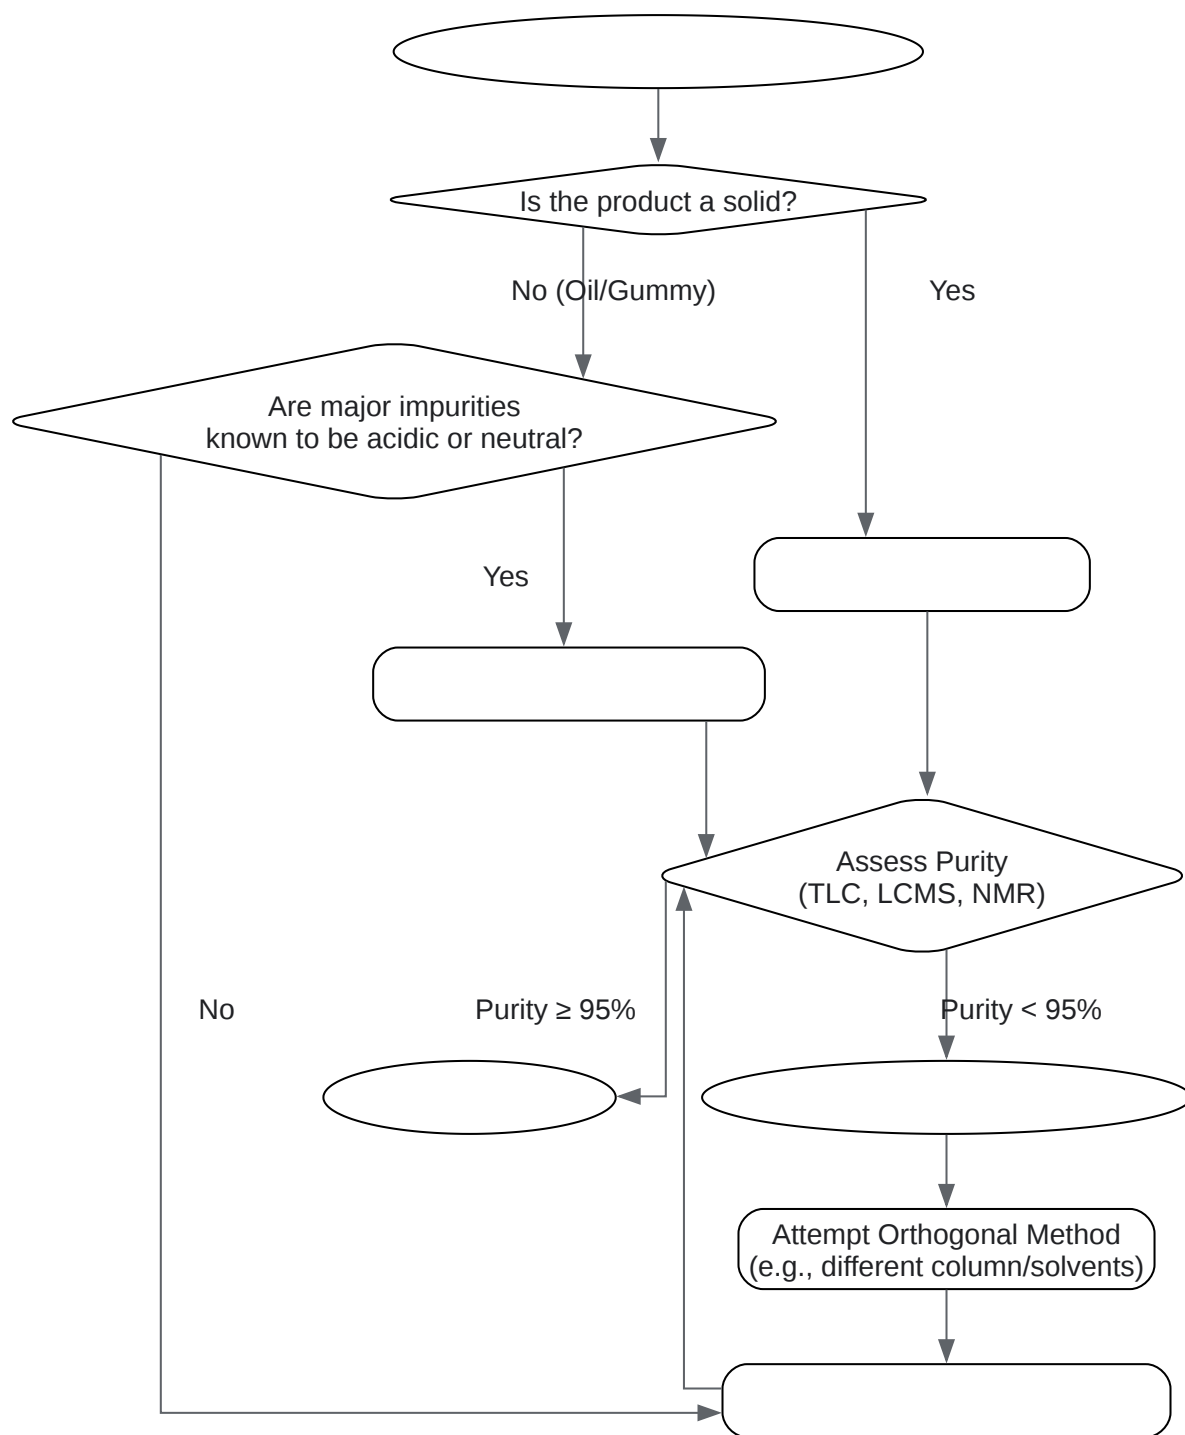 Is the product a solid?
No (Oil/Gummy)
Yes
Are major impurities
known to be acidic or neutral?
Yes
Assess Purity
(TLC, LCMS, NMR)
No
Purity ≥ 95%
Purity < 95%
Attempt Orthogonal Method
(e.g., different column/solvents)